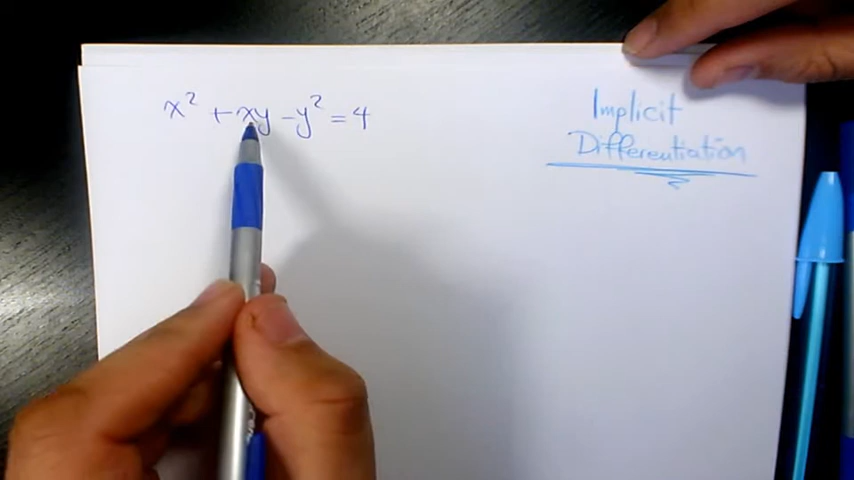 x² + xy - y² = 4
Implicit
Differentiation